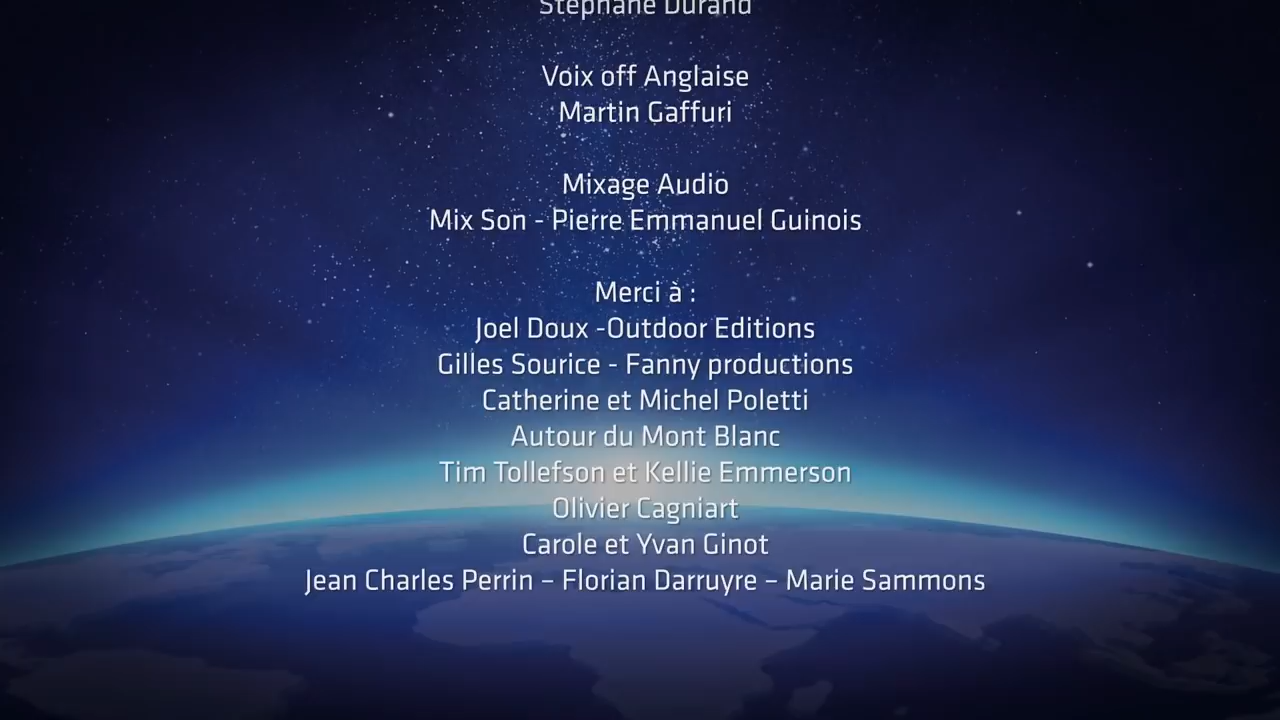 Stéphane Durand
Voix off Anglaise
Martin Gaffuri
Mixage Audio
Mix Son - Pierre Emmanuel Guinois
Merci à :
Joel Doux -Outdoor Editions
Gilles Sourice - Fanny productions
Catherine et Michel Poletti
Autour du Mont Blanc
Tim Tollefson et Kellie Emmerson
Olivier Cagniart
Carole et Yvan Ginot
Jean Charles Perrin – Florian Darruyre – Marie Sammons